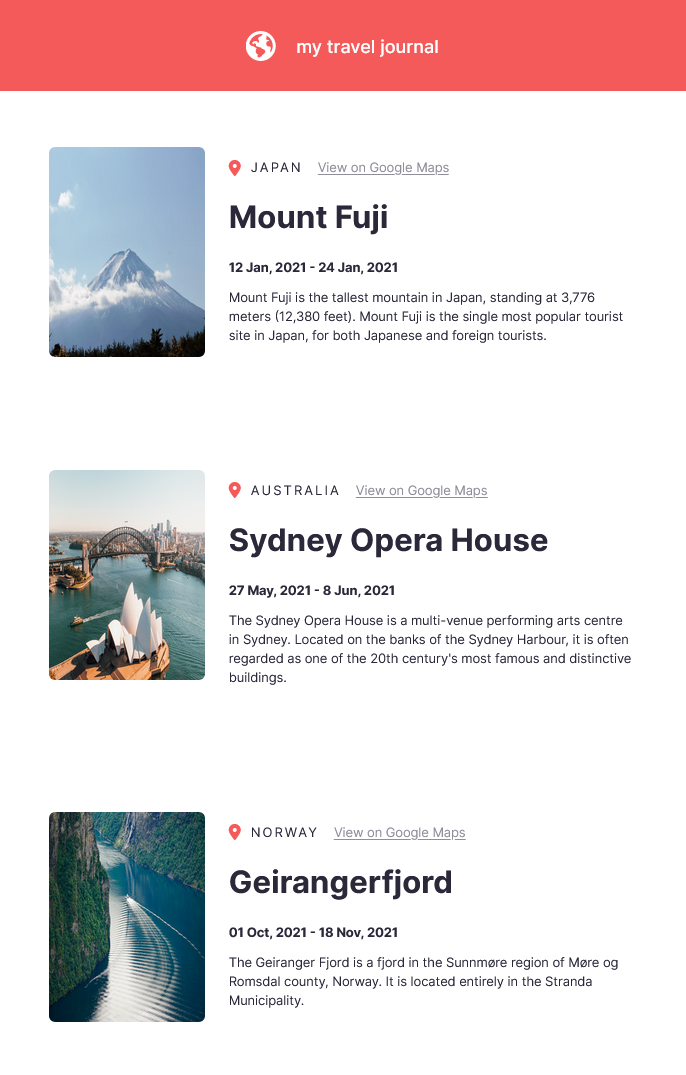 my travel journal
JAPAN View on Google Maps
Mount Fuji
12 Jan, 2021 - 24 Jan, 2021
Mount Fuji is the tallest mountain in Japan, standing at 3,776
meters (12,380 feet). Mount Fuji is the single most popular tourist
site in Japan, for both Japanese and foreign tourists.
AUSTRALIA View on Google Maps
Sydney Opera House
27 May, 2021 - 8 Jun, 2021
The Sydney Opera House is a multi-venue performing arts centre
in Sydney. Located on the banks of the Sydney Harbour, it is often
regarded as one of the 20th century's most famous and distinctive
buildings.
NORWAY View on Google Maps
Geirangerfjord
01 Oct, 2021 - 18 Nov, 2021
The Geiranger Fjord is a fjord in the Sunnmøre region of Møre og
Romsdal county, Norway. It is located entirely in the Stranda
Municipality.